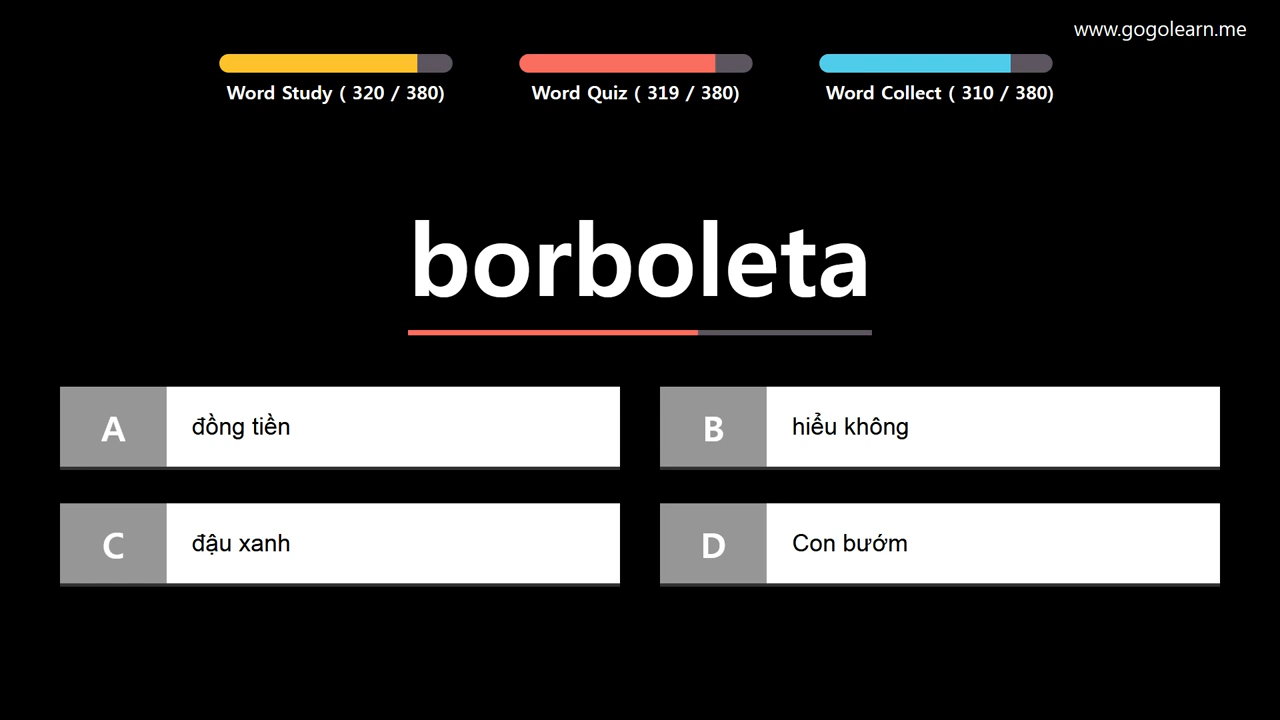 www.gogolearn.me
Word Study ( 320 / 380)
Word Quiz ( 319 / 380)
Word Collect ( 310 / 380)
borboleta
A
đồng tiền
B
hiểu không
C
đậu xanh
D
Con bướm